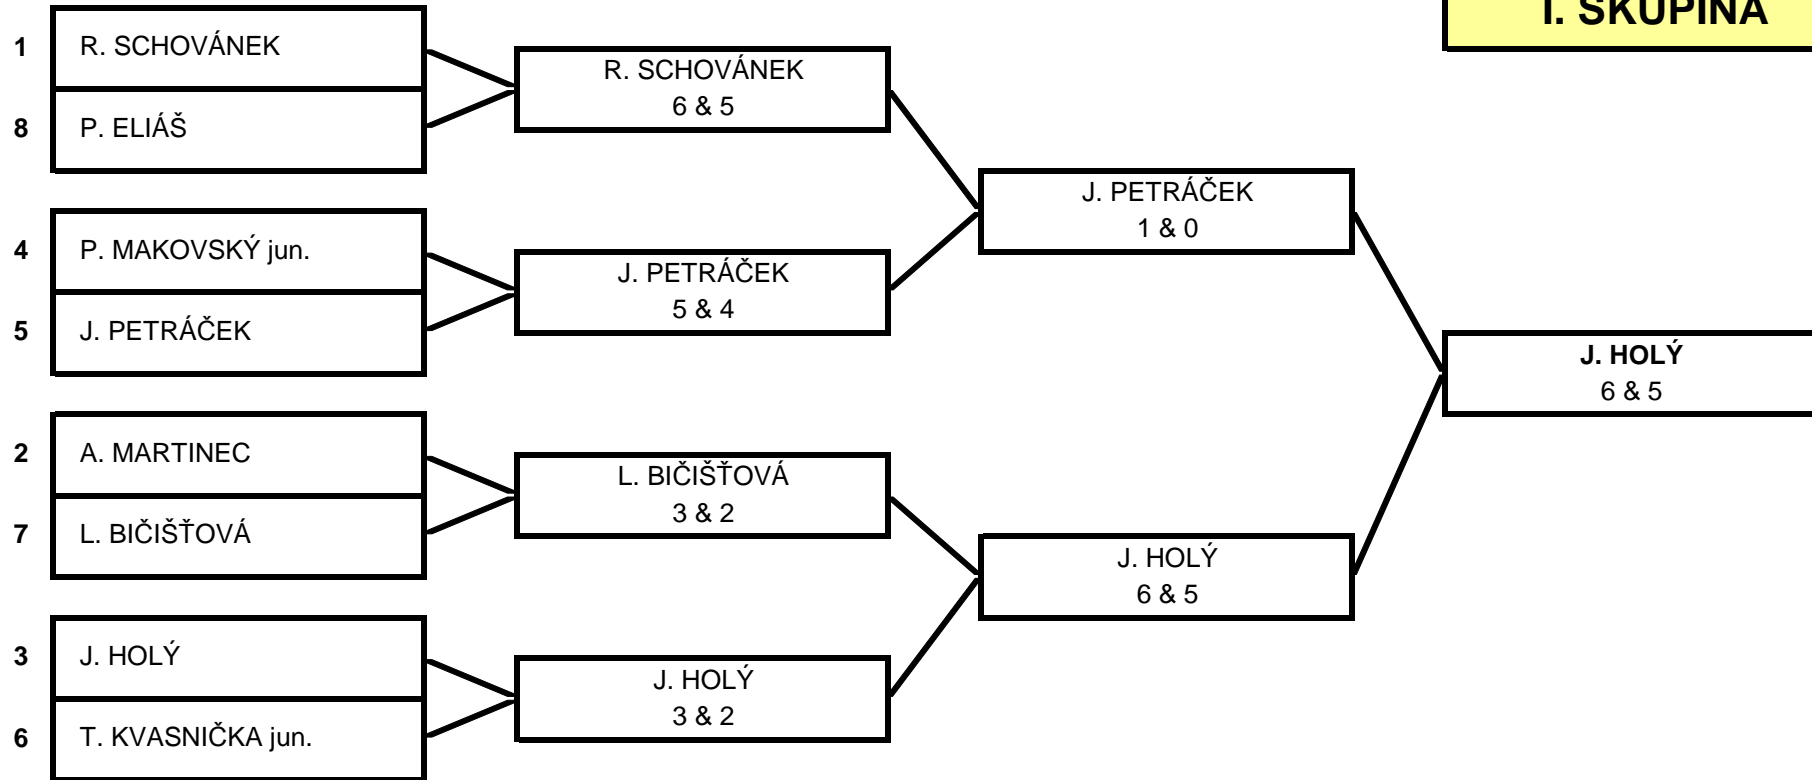 I. SKUPINA
1 R. SCHOVÁNEK
8 P. ELIÁŠ
4 P. MAKOVSKÝ jun.
5 J. PETRÁČEK
2 A. MARTINEC
7 L. BIČIŠŤOVÁ
3 J. HOLÝ
6 T. KVASNIČKA jun.
R. SCHOVÁNEK
6 & 5
J. PETRÁČEK
5 & 4
L. BIČIŠŤOVÁ
3 & 2
J. HOLÝ
3 & 2
J. PETRÁČEK
1 & 0
J. HOLÝ
6 & 5
J. HOLÝ
6 & 5